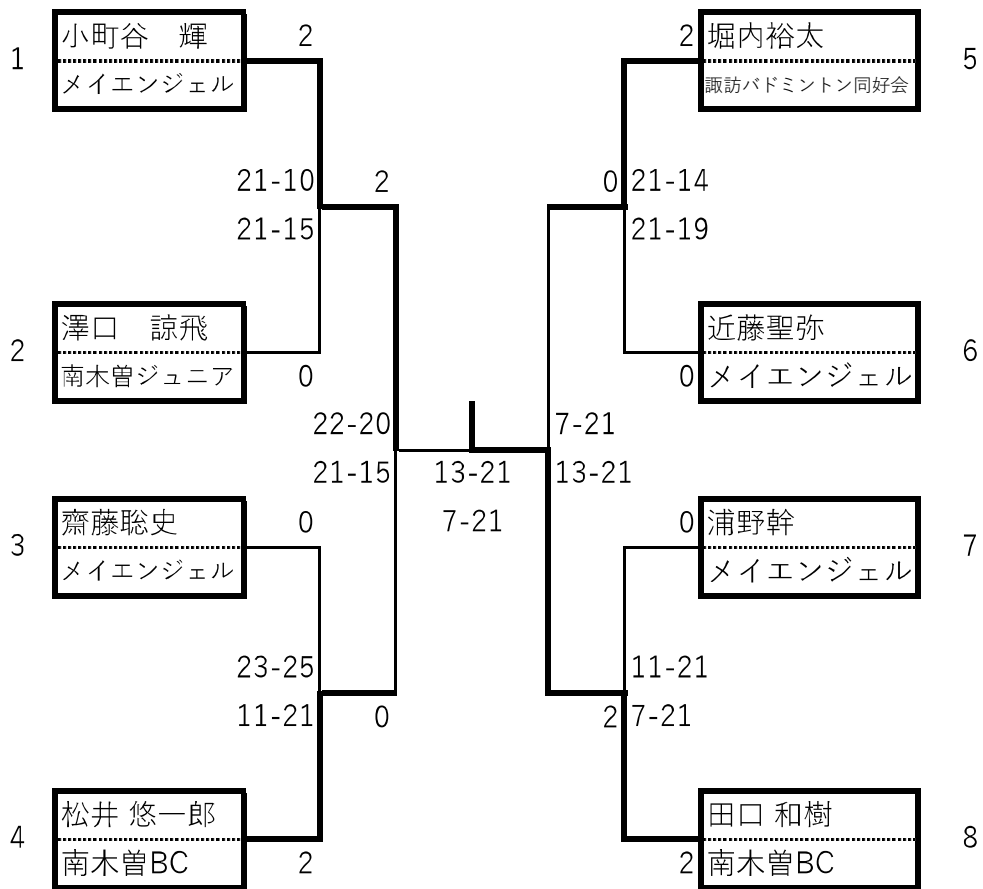 小町谷　輝
2
2
堀内裕太
5
1
メイエンジェル
諏訪バドミントン同好会
21-10
2
0
21-14
21-15
21-19
澤口　諒飛
近藤聖弥
2
6
南木曽ジュニア
0
0
メイエンジェル
22-20
7-21
21-15
13-21
13-21
7-21
齋藤聡史
0
0
浦野幹
3
7
メイエンジェル
メイエンジェル
23-25
11-21
11-21
0
2
7-21
松井 悠一郎
田口 和樹
4
8
南木曽BC
2
2
南木曽BC